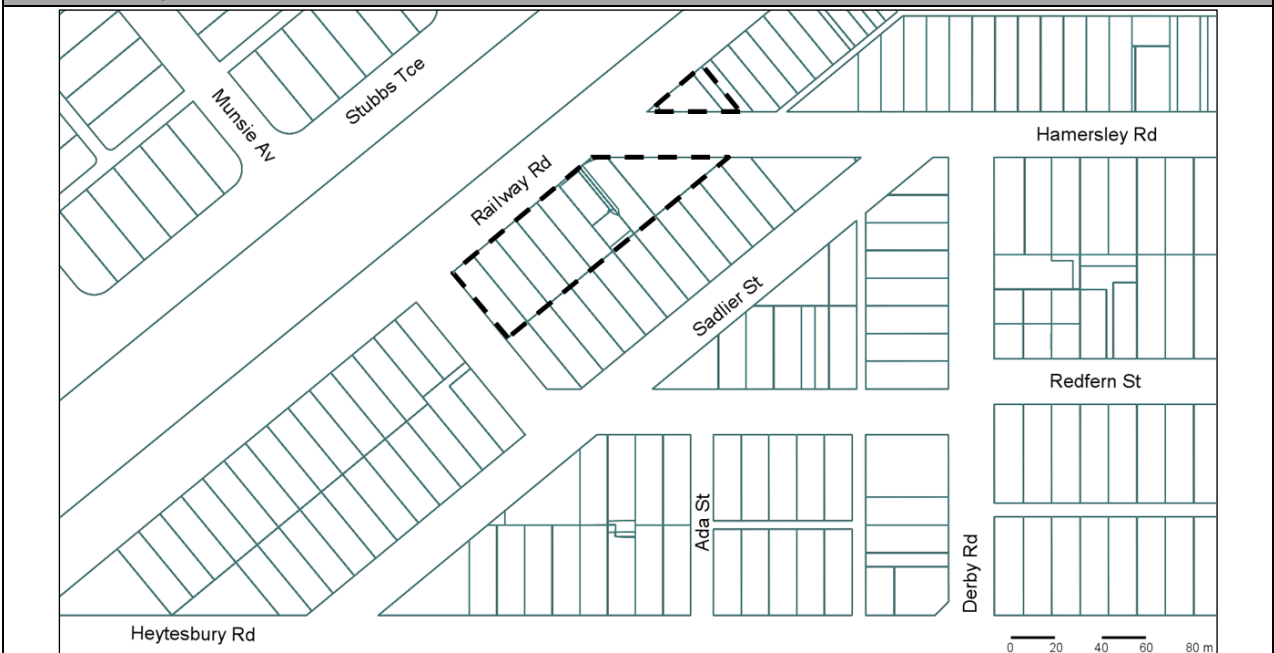 Stubbs Tce
Munsie Av
Hamersley Rd
Railway Rd
Sadlier St
Redfern St
Ada St
Derby Rd
Heytesbury Rd
0 20 40 60 80 m